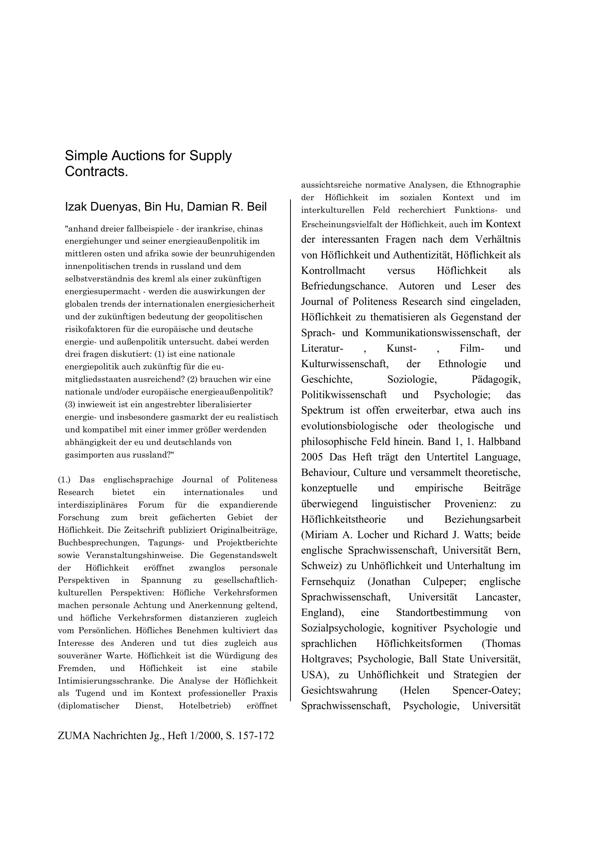 Simple Auctions for Supply
Contracts.
Izak Duenyas, Bin Hu, Damian R. Beil
"anhand dreier fallbeispiele - der irankrise, chinas
energiehunger und seiner energieaußenpolitik im
mittleren osten und afrika sowie der beunruhigenden
innenpolitischen trends in russland und dem
selbstverständnis des kreml als einer zukünftigen
energiesupermacht - werden die auswirkungen der
globalen trends der internationalen energiesicherheit
und der zukünftigen bedeutung der geopolitischen
risikofaktoren für die europäische und deutsche
energie- und außenpolitik untersucht. dabei werden
drei fragen diskutiert: (1) ist eine nationale
energiepolitik auch zukünftig für die eu-
mitgliedsstaaten ausreichend? (2) brauchen wir eine
nationale und/oder europäische energieaußenpolitik?
(3) inwieweit ist ein angestrebter liberalisierter
energie- und insbesondere gasmarkt der eu realistisch
und kompatibel mit einer immer größer werdenden
abhängigkeit der eu und deutschlands von
gasimporten aus russland?"
(1.) Das englischsprachige Journal of Politeness
Research bietet ein internationales und
interdisziplinäres Forum für die expandierende
Forschung zum breit gefächerten Gebiet der
Höflichkeit. Die Zeitschrift publiziert Originalbeiträge,
Buchbesprechungen, Tagungs- und Projektberichte
sowie Veranstaltungshinweise. Die Gegenstandswelt
der Höflichkeit eröffnet zwanglos personale
Perspektiven in Spannung zu gesellschaftlich-
kulturellen Perspektiven: Höfliche Verkehrsformen
machen personale Achtung und Anerkennung geltend,
und höfliche Verkehrsformen distanzieren zugleich
vom Persönlichen. Höfliches Benehmen kultiviert das
Interesse des Anderen und tut dies zugleich aus
souveräner Warte. Höflichkeit ist die Würdigung des
Fremden, und Höflichkeit ist eine stabile
Intimisierungsschranke. Die Analyse der Höflichkeit
als Tugend und im Kontext professioneller Praxis
(diplomatischer Dienst, Hotelbetrieb) eröffnet
aussichtsreiche normative Analysen, die Ethnographie
der Höflichkeit im sozialen Kontext und im
interkulturellen Feld recherchiert Funktions- und
Erscheinungsvielfalt der Höflichkeit, auch im Kontext
der interessanten Fragen nach dem Verhältnis
von Höflichkeit und Authentizität, Höflichkeit als
Kontrollmacht versus Höflichkeit als
Befriedungschance. Autoren und Leser des
Journal of Politeness Research sind eingeladen,
Höflichkeit zu thematisieren als Gegenstand der
Sprach- und Kommunikationswissenschaft, der
Literatur- , Kunst- , Film- und
Kulturwissenschaft, der Ethnologie und
Geschichte, Soziologie, Pädagogik,
Politikwissenschaft und Psychologie; das
Spektrum ist offen erweiterbar, etwa auch ins
evolutionsbiologische oder theologische und
philosophische Feld hinein. Band 1, 1. Halbband
2005 Das Heft trägt den Untertitel Language,
Behaviour, Culture und versammelt theoretische,
konzeptuelle und empirische Beiträge
überwiegend linguistischer Provenienz: zu
Höflichkeitstheorie und Beziehungsarbeit
(Miriam A. Locher und Richard J. Watts; beide
englische Sprachwissenschaft, Universität Bern,
Schweiz) zu Unhöflichkeit und Unterhaltung im
Fernsehquiz (Jonathan Culpeper; englische
Sprachwissenschaft, Universität Lancaster,
England), eine Standortbestimmung von
Sozialpsychologie, kognitiver Psychologie und
sprachlichen Höflichkeitsformen (Thomas
Holtgraves; Psychologie, Ball State Universität,
USA), zu Unhöflichkeit und Strategien der
Gesichtswahrung (Helen Spencer-Oatey;
Sprachwissenschaft, Psychologie, Universität
ZUMA Nachrichten Jg., Heft 1/2000, S. 157-172